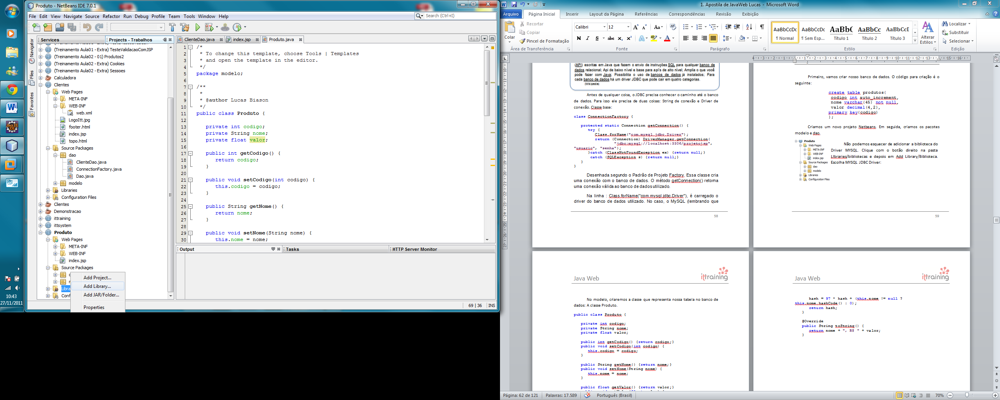 Produto - NetBeans IDE 7.0.1
File Edit View Navigate Source Refactor Run Debug Profile Team Tools Window Help
Search (Ctrl+I)
Services
Projects - Trabalhos
(Treinamento Aula01 - Extra) TesteValidacaoComJSP
(Treinamento Aula02 - 01) Produtos2
(Treinamento Aula02 - Extra) Cookies
(Treinamento Aula02 - Extra) Sessoes
Calculadora
Clientes
Web Pages
META-INF
WEB-INF
web.xml
LogoItt.jpg
footer.html
index.jsp
topo.html
Source Packages
dao
ClienteDao.java
ConnectionFactory.java
Dao.java
modelo
Libraries
Configuration Files
Clientes
Demonstracao
ittraining
ittsystem
Produto
Web Pages
META-INF
WEB-INF
index.jsp
Source Packages
Libra
Conf
Add Project...
Add Library...
Add JAR/Folder...
Properties
Navigator
Files
Favorites
Java EE
IDE
10:43
27/11/2011
ClienteDao.java
index.jsp
Produto.java
1 /*
2 * To change this template, choose Tools | Templates
3 * and open the template in the editor.
4 */
5 package modelo;
6
7 /**
8 *
9 * @author Lucas Biason
10 */
11 public class Produto {
12
13 private int codigo;
14 private String nome;
15 private float valor;
16
17 public int getCodigo() {
18 return codigo;
19 }
20
21 public void setCodigo(int codigo) {
22 this.codigo = codigo;
23 }
24
25 public String getNome() {
26 return nome;
27 }
28
29 public void setNome(String nome) {
30 this.nome = nome;
Output
Tasks
HTTP Server Monitor
69 | 36 INS
1. Apostila de JavaWeb Lucas - Microsoft Word
Arquivo Página Inicial Inserir Layout da Página Referências Correspondências Revisão Exibição
Colar
Recortar
Copiar
Pincel de Formatação
Área de Transferência
Calibri 12
N I S abc x₂ x²
Fonte
Parágrafo
AaBbCcDc AaBbCcDc AaBbC AaBbCc AaBbCcI
¶ Normal ¶ Sem Esp... Título 1 Título 2 Título 3
Alterar
Estilos
Estilo
Localizar
Substituir
Selecionar
Edição
(API) escritas em Java que fazem o envio de instruções SQL para qualquer banco de
dados relacional; Api de baixo nível e base para api's de alto nível; Amplia o que você
pode fazer com Java; Possibilita o uso de bancos de dados já instalados; Para
cada banco de dados há um driver JDBC que pode cair em quatro categorias.
(Wikipedia)
Antes de qualquer coisa, o JDBC precisa conhecer o caminho até o banco
de dados. Para isso ele precisa de duas coisas: String de conexão e Driver de
conexão. Classe base:
class ConnectionFactory {
protected static Connection getConnection() {
try {
Class.forName("com.mysql.jdbc.Driver");
return (Connection) DriverManager.getConnection(
"jdbc:mysql://localhost:3306/projetojsp",
"usuario", "senha");
}catch (ClassNotFoundException ex) {return null;}
catch (SQLException s) {return null;}
}
}
Desenhada segundo o Padrão de Projeto Factory. Essa classe cria
uma conexão com o banco de dados. O método getConnection() retorna
uma conexão válida ao banco de dados utilizado.
Na linha : Class.forName("com.mysql.jdbc.Driver"), é carregado o
driver do banco de dados utilizado. No caso, o MySQL (lembrando que
58
Primeiro, vamos criar nosso banco de dados. O código para criação é o
seguinte:
create table produtos(
codigo int auto_increment,
nome varchar(45) not null,
valor decimal(4,2),
primary key(codigo)
);
Criamos um novo projeto Netbeans. Em seguida, criamos os pacotes
modelo e dao.
Produto
Web Pages
META-INF
WEB-INF
index.jsp
Source Packages
dao
modelo
Libraries
Configuration Files
Não podemos esquecer de adicionar a biblioteca do
Driver MYSQL. Clique com o botão direito na pasta
LIbraries/bibliotecas e depois em Add Library/Biblioteca.
Escolha MYSQL JDBC Driver:
59
Java Web
ittraining
No modelo, criaremos a classe que representa nossa tabela no banco de
dados: A classe Produto.
public class Produto {
private int codigo;
private String nome;
private float valor;
public int getCodigo() {return codigo;}
public void setCodigo(int codigo) {
this.codigo = codigo;
}
public String getNome() {return nome;}
public void setNome(String nome) {
this.nome = nome;
}
public float getValor() {return valor;}
Java Web
ittraining
hash = 97 * hash + (this.nome != null ?
this.nome.hashCode() : 0);
return hash;
}
@Override
public String toString() {
return nome + ", R$ " + valor;
}
Página: 62 de 121 Palavras: 17.589 Português (Brasil) 70%